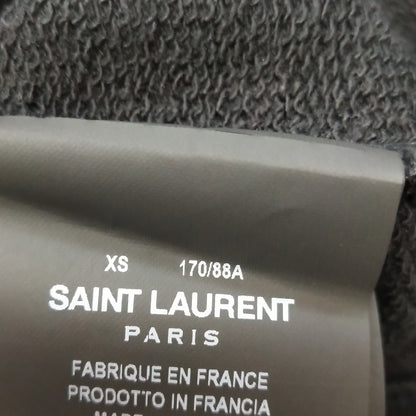 XS 170/88A
SAINT LAURENT
PARIS
FABRIQUE EN FRANCE
PRODOTTO IN FRANCIA